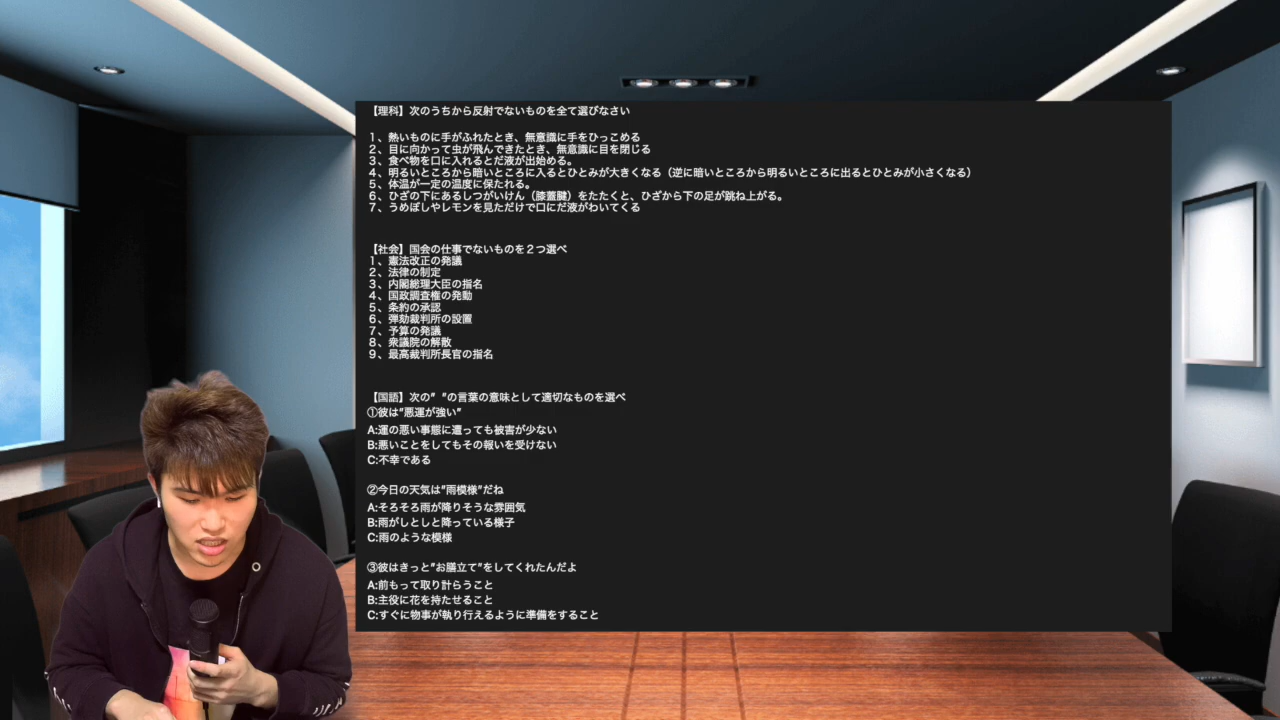 【理科】次のうちから反射でないものを全て選びなさい
1、熱いものに手がふれたとき、無意識に手をひっこめる
2、目に向かって虫が飛んできたとき、無意識に目を閉じる
3、食べ物を口に入れるとだ液が出始める。
4、明るいところから暗いところに入るとひとみが大きくなる（逆に暗いところから明るいところに出るとひとみが小さくなる）
5、体温が一定の温度に保たれる。
6、ひざの下にあるしつがいけん（膝蓋腱）をたたくと、ひざから下の足が跳ね上がる。
7、うめぼしやレモンを見ただけで口にだ液がわいてくる
【社会】国会の仕事でないものを２つ選べ
1、憲法改正の発議
2、法律の制定
3、内閣総理大臣の指名
4、国政調査権の発動
5、条約の承認
6、弾劾裁判所の設置
7、予算の発議
8、衆議院の解散
9、最高裁判所長官の指名
【国語】次の”  ”の言葉の意味として適切なものを選べ
①彼は”悪運が強い”
A:運の悪い事態に遭っても被害が少ない
B:悪いことをしてもその報いを受けない
C:不幸である
②今日の天気は”雨模様”だね
A:そろそろ雨が降りそうな雰囲気
B:雨がしとしと降っている様子
C:雨のような模様
③彼はきっと”お膳立て”をしてくれたんだよ
A:前もって取り計らうこと
B:主役に花を持たせること
C:すぐに物事が執り行えるように準備をすること